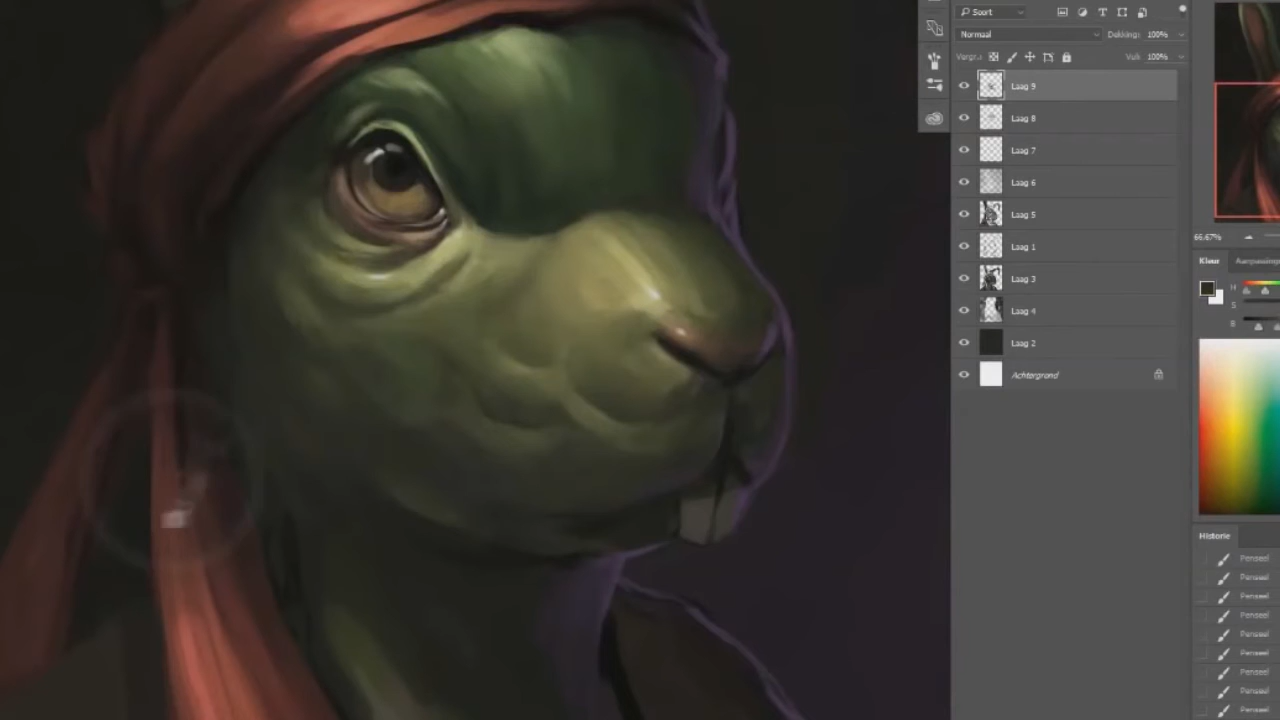 Soort
Normaal Dekking: 100%
Vergr.: Vul: 100%
Laag 9
Laag 8
Laag 7
Laag 6
Laag 5
Laag 1
Laag 3
Laag 4
Laag 2
Achtergrond
66,67%
Kleur Aanpassing
H
S
B
Historie
Penseel
Penseel
Penseel
Penseel
Penseel
Penseel
Penseel
Penseel
Penseel